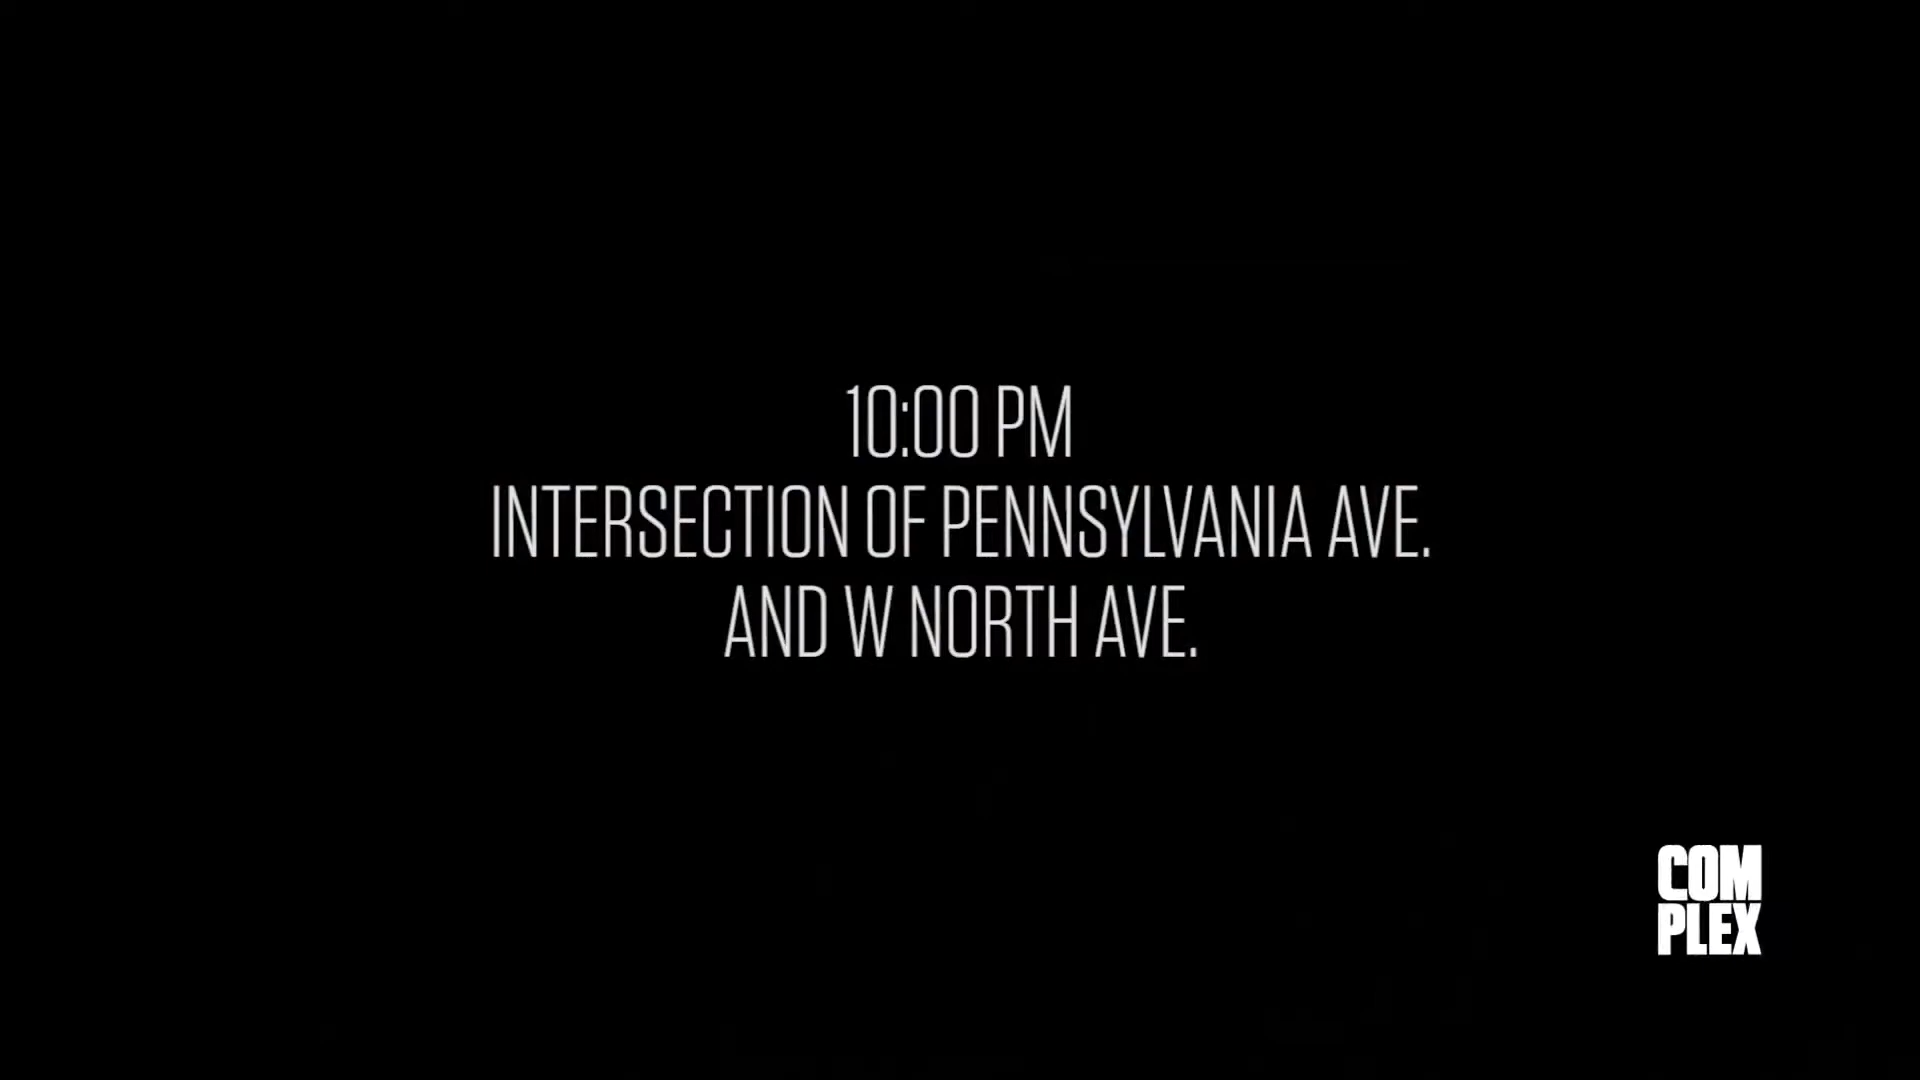 10:00 PM
INTERSECTION OF PENNSYLVANIA AVE.
AND W NORTH AVE.
COM
PLEX